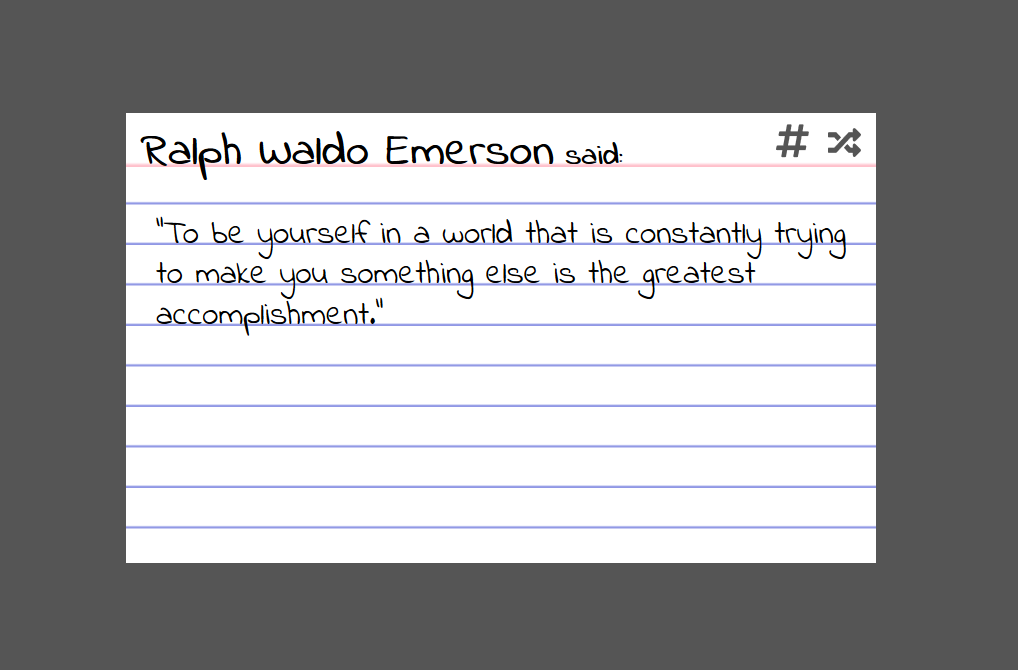 Ralph Waldo Emerson said: #
"To be yourself in a world that is constantly trying
to make you something else is the greatest
accomplishment."